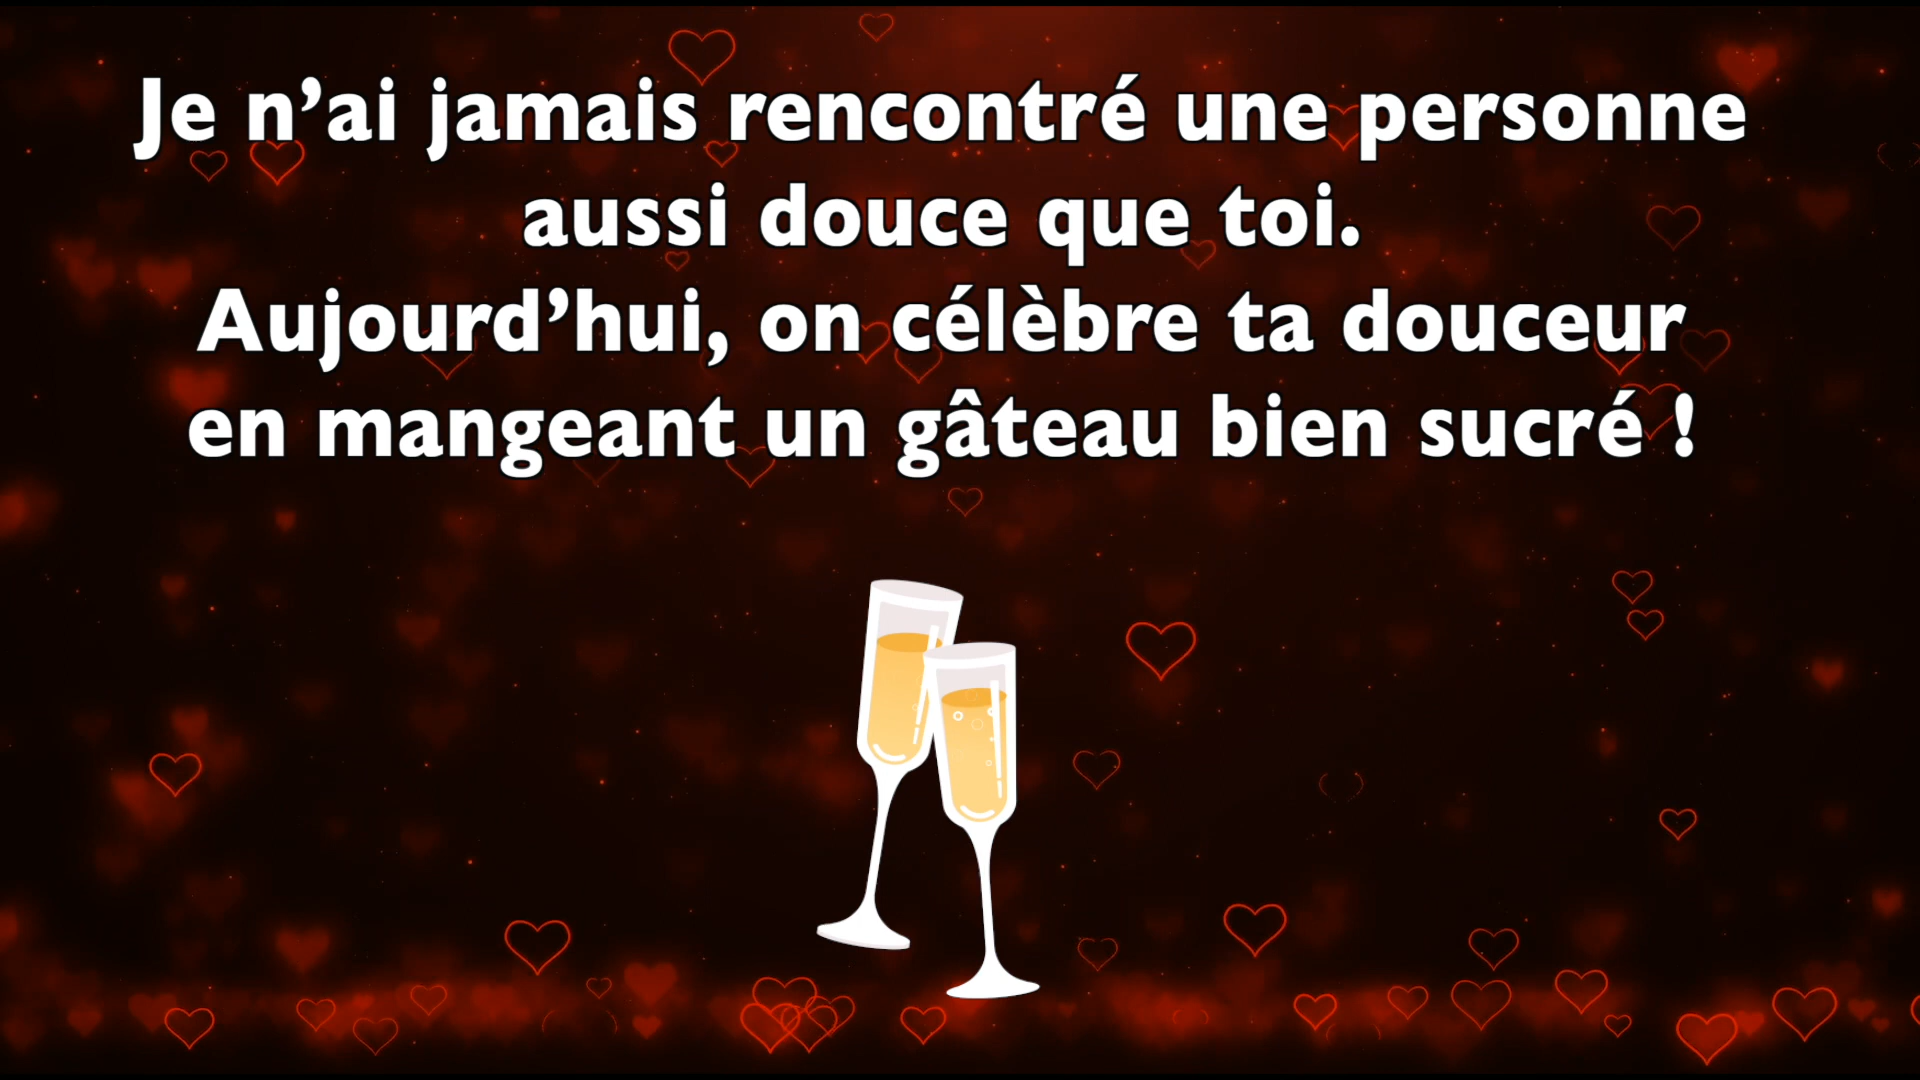 Je n’ai jamais rencontré une personne
aussi douce que toi.
Aujourd’hui, on célèbre ta douceur
en mangeant un gâteau bien sucré !